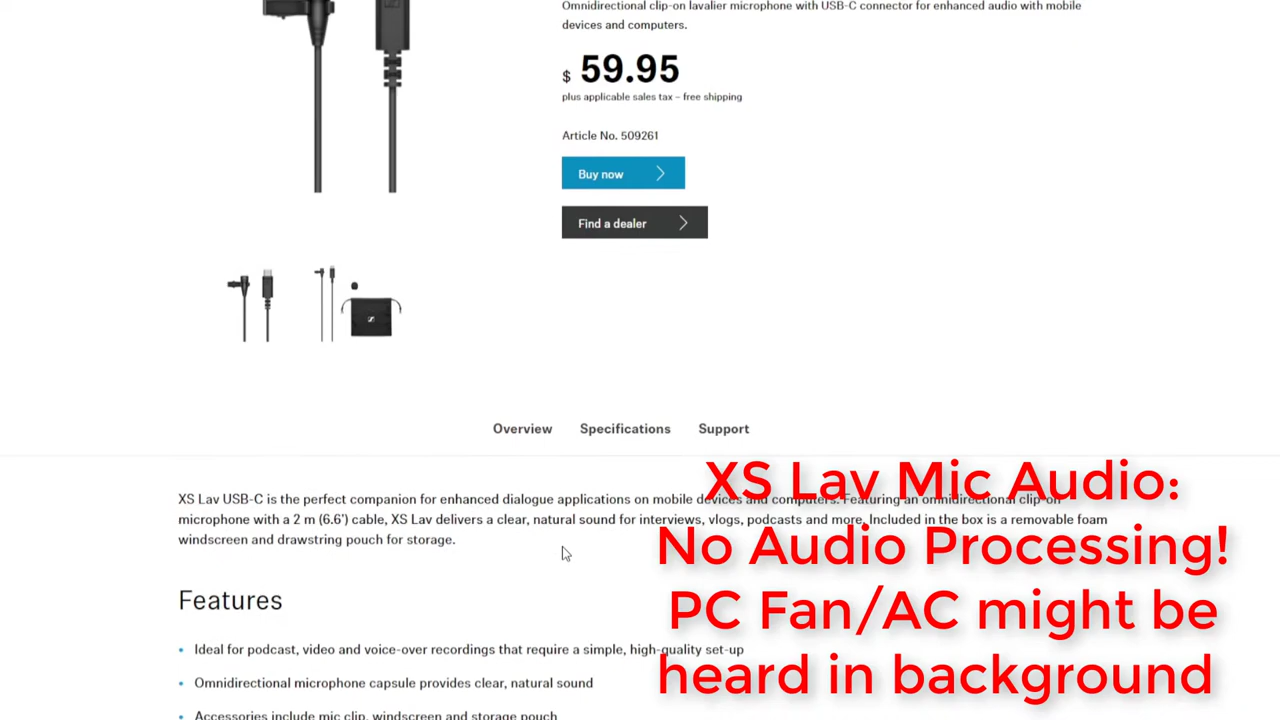 Omnidirectional clip-on lavalier microphone with USB-C connector for enhanced audio with mobile
devices and computers.
$ 59.95
plus applicable sales tax – free shipping
Article No. 509261
Buy now
Find a dealer
Overview Specifications Support
XS Lav USB-C is the perfect companion for enhanced dialogue applications on mobile devices and computers. Featuring an omnidirectional clip-on
microphone with a 2 m (6.6') cable, XS Lav delivers a clear, natural sound for interviews, vlogs, podcasts and more. Included in the box is a removable foam
windscreen and drawstring pouch for storage.
Features
Ideal for podcast, video and voice-over recordings that require a simple, high-quality set-up
Omnidirectional microphone capsule provides clear, natural sound
Accessories include mic clip, windscreen and storage pouch
XS Lav Mic Audio:
No Audio Processing!
PC Fan/AC might be
heard in background